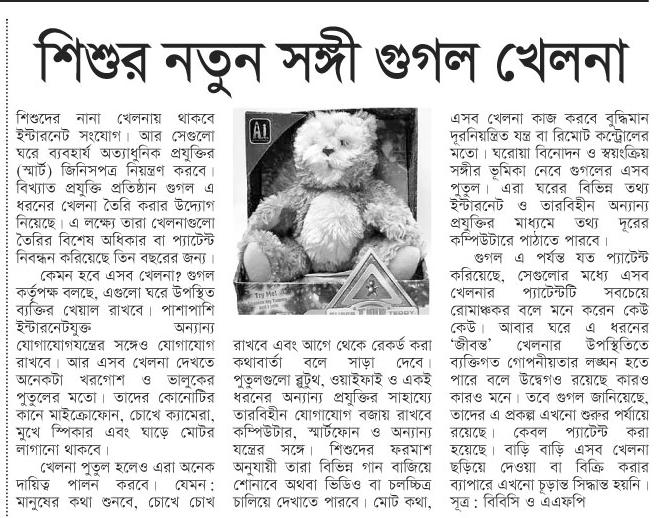 শিশুর নতুন সঙ্গী গুগল খেলনা
শিশুদের নানা খেলনায় থাকবে
ইন্টারনেট সংযোগ। আর সেগুলো
ঘরে ব্যবহার্য অত্যাধুনিক প্রযুক্তির
(স্মার্ট) জিনিসপত্র নিয়ন্ত্রণ করবে।
বিখ্যাত প্রযুক্তি প্রতিষ্ঠান গুগল এ
ধরনের খেলনা তৈরি করার উদ্যোগ
নিয়েছে। এ লক্ষ্যে তারা খেলনাগুলো
তৈরির বিশেষ অধিকার বা প্যাটেন্ট
নিবন্ধন করিয়েছে তিন বছরের জন্য।
কেমন হবে এসব খেলনা? গুগল
কর্তৃপক্ষ বলছে, এগুলো ঘরে উপস্থিত
ব্যক্তির খেয়াল রাখবে। পাশাপাশি
ইন্টারনেটযুক্ত অন্যান্য
যোগাযোগযন্ত্রের সঙ্গেও যোগাযোগ
রাখবে। আর এসব খেলনা দেখতে
অনেকটা খরগোশ ও ভালুকের
পুতুলের মতো। তাদের কোনোটির
কানে মাইক্রোফোন, চোখে ক্যামেরা,
মুখে স্পিকার এবং ঘাড়ে মোটর
লাগানো থাকবে।
খেলনা পুতুল হলেও এরা অনেক
দায়িত্ব পালন করবে। যেমন:
মানুষের কথা শুনবে, চোখে চোখ
A1
Try Me!
TEDDY
রাখবে এবং আগে থেকে রেকর্ড করা
কথাবার্তা বলে সাড়া দেবে।
পুতুলগুলো ব্লুটুথ, ওয়াইফাই ও একই
ধরনের অন্যান্য প্রযুক্তির সাহায্যে
তারবিহীন যোগাযোগ বজায় রাখবে
কম্পিউটার, স্মার্টফোন ও অন্যান্য
যন্ত্রের সঙ্গে। শিশুদের ফরমাশ
অনুযায়ী তারা বিভিন্ন গান বাজিয়ে
শোনাবে অথবা ভিডিও বা চলচ্চিত্র
চালিয়ে দেখাতে পারবে। মোট কথা,
এসব খেলনা কাজ করবে বুদ্ধিমান
দূরনিয়ন্ত্রিত যন্ত্র বা রিমোট কন্ট্রোলের
মতো। ঘরোয়া বিনোদন ও স্বয়ংক্রিয়
সঙ্গীর ভূমিকা নেবে গুগলের এসব
পুতুল। এরা ঘরের বিভিন্ন তথ্য
ইন্টারনেট ও তারবিহীন অন্যান্য
প্রযুক্তির মাধ্যমে তথ্য দূরের
কম্পিউটারে পাঠাতে পারবে।
গুগল এ পর্যন্ত যত প্যাটেন্ট
করিয়েছে, সেগুলোর মধ্যে এসব
খেলনার প্যাটেন্টটি সবচেয়ে
রোমাঞ্চকর বলে মনে করেন কেউ
কেউ। আবার ঘরে এ ধরনের
‘জীবন্ত’ খেলনার উপস্থিতিতে
ব্যক্তিগত গোপনীয়তার লঙ্ঘন হতে
পারে বলে উদ্বেগও রয়েছে কারও
কারও মনে। তবে গুগল জানিয়েছে,
তাদের এ প্রকল্প এখনো শুরুর পর্যায়ে
রয়েছে। কেবল প্যাটেন্ট করা
হয়েছে। বাড়ি বাড়ি এসব খেলনা
ছড়িয়ে দেওয়া বা বিক্রি করার
ব্যাপারে এখনো চূড়ান্ত সিদ্ধান্ত হয়নি।
সূত্র : বিবিসি ও এএফপি